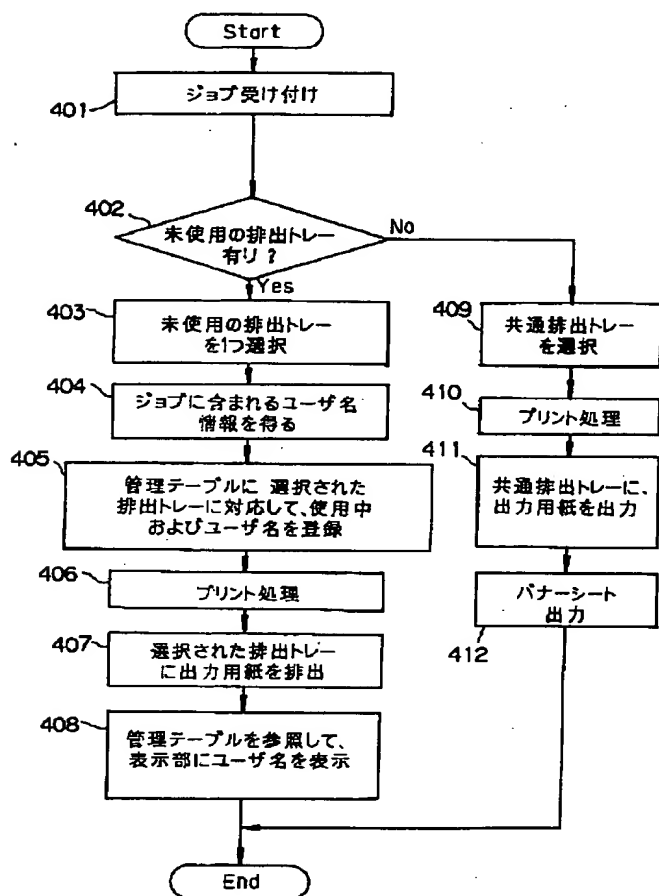 Start
401
ジョブ受け付け
402
未使用の排出トレー
有り?
No
Yes
403
未使用の排出トレー
を1つ選択
404
ジョブに含まれるユーザ名
情報を得る
405
管理テーブルに 選択された
排出トレーに対応して、使用中
およびユーザ名を登録
406
プリント処理
407
選択された排出トレー
に出力用紙を排出
408
管理テーブルを参照して、
表示部にユーザ名を表示
409
共通排出トレー
を選択
410
プリント処理
411
共通排出トレーに、
出力用紙を出力
バナーシート
出力
412
End